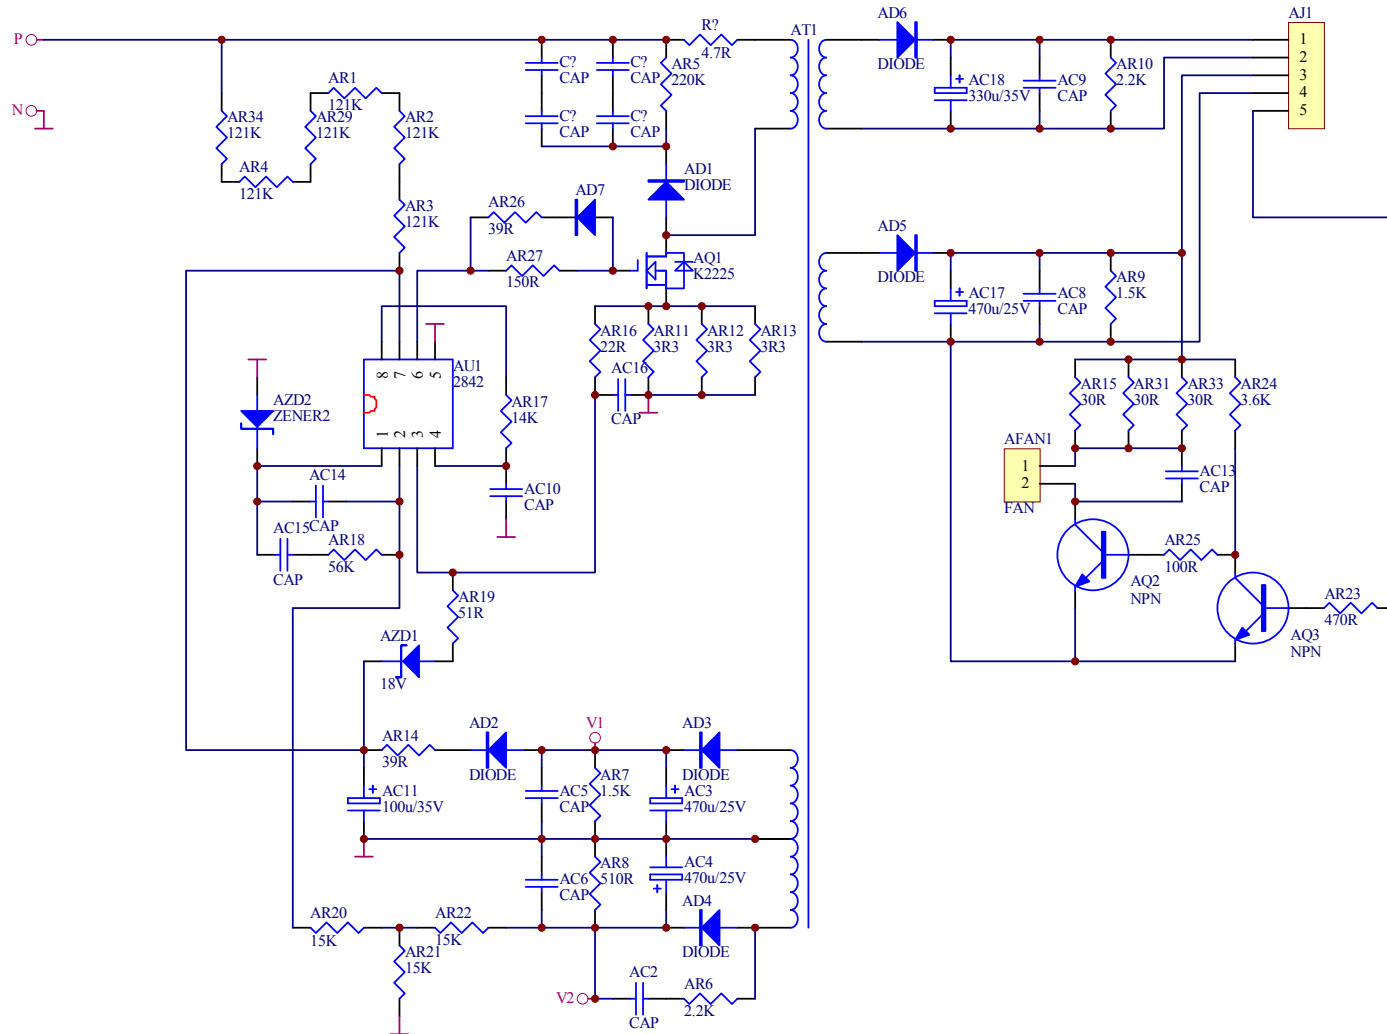 P
N
R?
4.7R
AT1
AD6
DIODE
AJ1
1
2
3
4
5
C?
CAP
C?
CAP
AR5
220K
C?
CAP
C?
CAP
AC18
330u/35V
AC9
CAP
AR10
2.2K
AR1
121K
AR34
121K
AR29
121K
AR2
121K
AR4
121K
AR3
121K
AD1
DIODE
AR26
39R
AD7
AR27
150R
AQ1
K2225
AD5
DIODE
AC17
470u/25V
AC8
CAP
AR9
1.5K
AR16
22R
AR11
3R3
AR12
3R3
AR13
3R3
AC16
CAP
8
7
6
5
AU1
2842
1
2
3
4
AZD2
ZENER2
AR17
14K
AC10
CAP
AC14
CAP
AC15
CAP
AR18
56K
AR15
30R
AR31
30R
AR33
30R
AR24
3.6K
AFAN1
1
2
FAN
AC13
CAP
AR25
100R
AQ2
NPN
AR23
470R
AQ3
NPN
AR19
51R
AZD1
18V
AR14
39R
AD2
DIODE
V1
AD3
DIODE
AC11
100u/35V
AC5
CAP
AR7
1.5K
AC3
470u/25V
AC6
CAP
AR8
510R
AC4
470u/25V
AR20
15K
AR22
15K
AD4
DIODE
AR21
15K
V2
AC2
CAP
AR6
2.2K